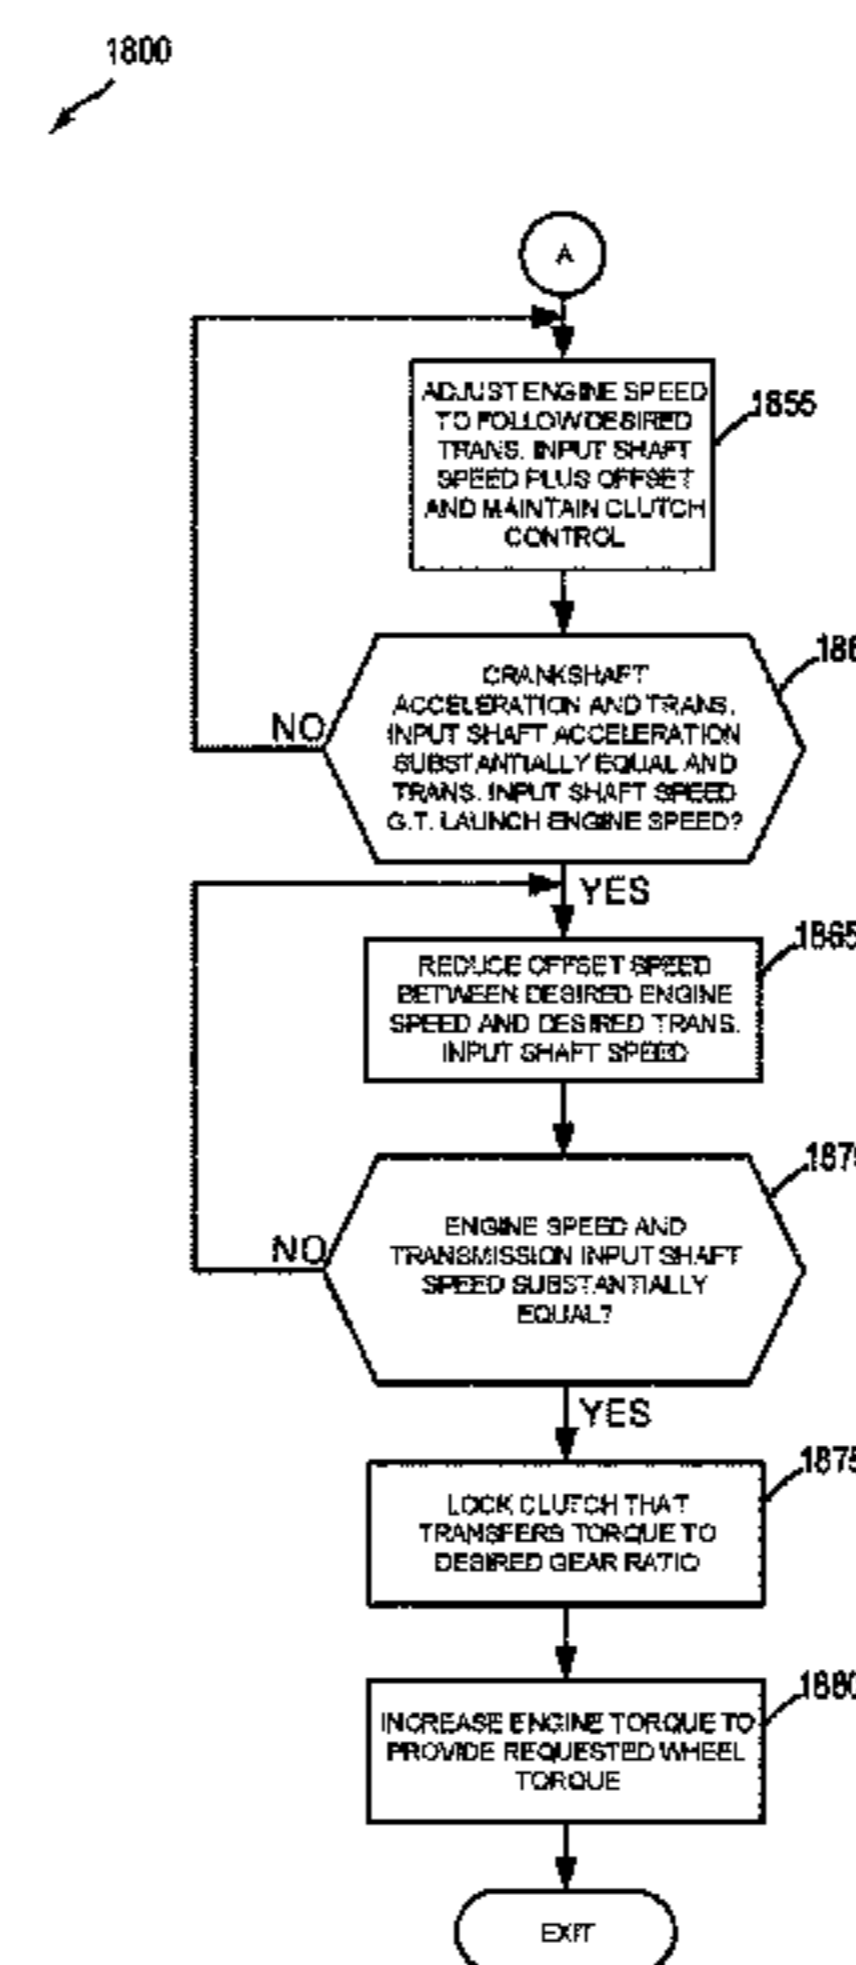 1800
A
ADJUST ENGINE SPEED
TO FOLLOW DESIRED
TRANS. INPUT SHAFT
SPEED PLUS OFFSET
AND MAINTAIN CLUTCH
CONTROL
1855
CRANKSHAFT
ACCELERATION AND TRANS.
INPUT SHAFT ACCELERATION
SUBSTANTIALLY EQUAL AND
TRANS. INPUT SHAFT SPEED
G.T. LAUNCH ENGINE SPEED?
NO
YES
REDUCE OFFSET SPEED
BETWEEN DESIRED ENGINE
SPEED AND DESIRED TRANS.
INPUT SHAFT SPEED
1865
ENGINE SPEED AND
TRANSMISSION INPUT SHAFT
SPEED SUBSTANTIALLY
EQUAL?
NO
YES
LOCK CLUTCH THAT
TRANSFERS TORQUE TO
DESIRED GEAR RATIO
1875
INCREASE ENGINE TORQUE TO
PROVIDE REQUESTED WHEEL
TORQUE
1880
EXIT